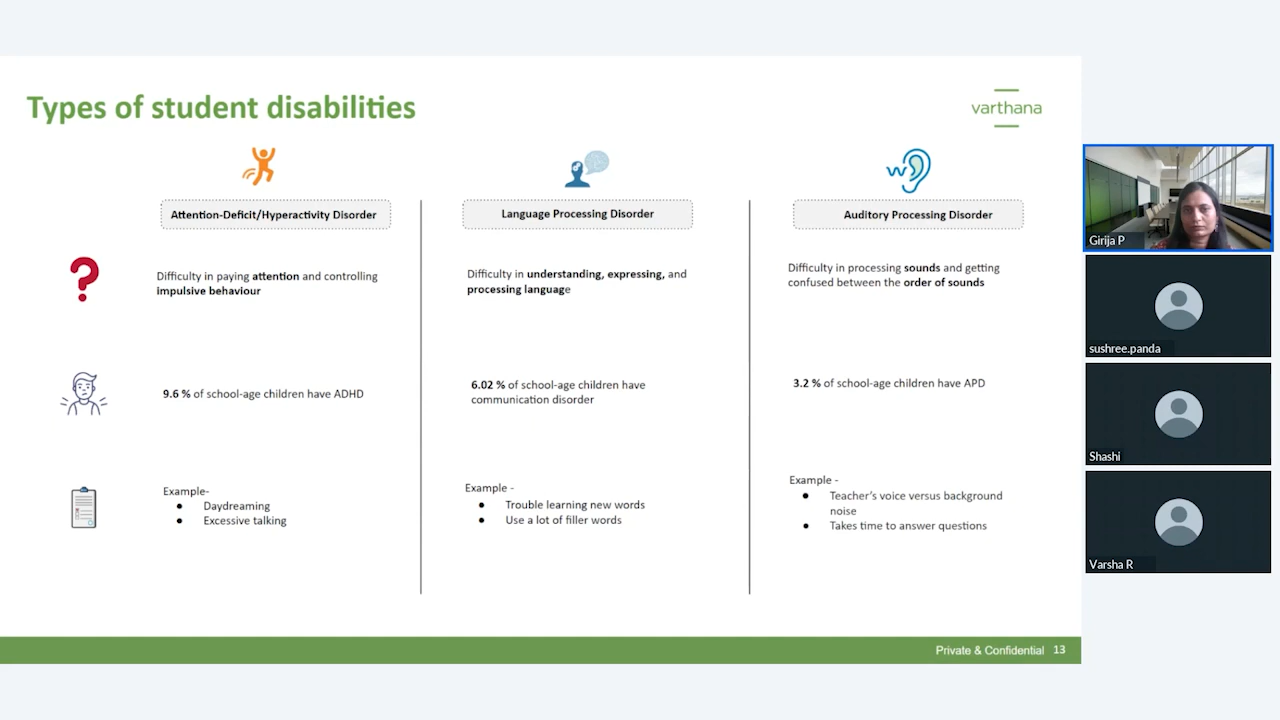 Types of student disabilities
varthana
Attention-Deficit/Hyperactivity Disorder
Language Processing Disorder
W
Auditory Processing Disorder
?
Difficulty in paying attention and controlling
impulsive behaviour
Difficulty in understanding, expressing, and
processing language
Difficulty in processing sounds and getting
confused between the order of sounds
9.6 % of school-age children have ADHD
6.02 % of school-age children have
communication disorder
3.2 % of school-age children have APD
Example-
● Daydreaming
● Excessive talking
Example -
● Trouble learning new words
● Use a lot of filler words
Example -
● Teacher's voice versus background
noise
● Takes time to answer questions
Private & Confidential 13
Girija P
sushree.panda
Shashi
Varsha R